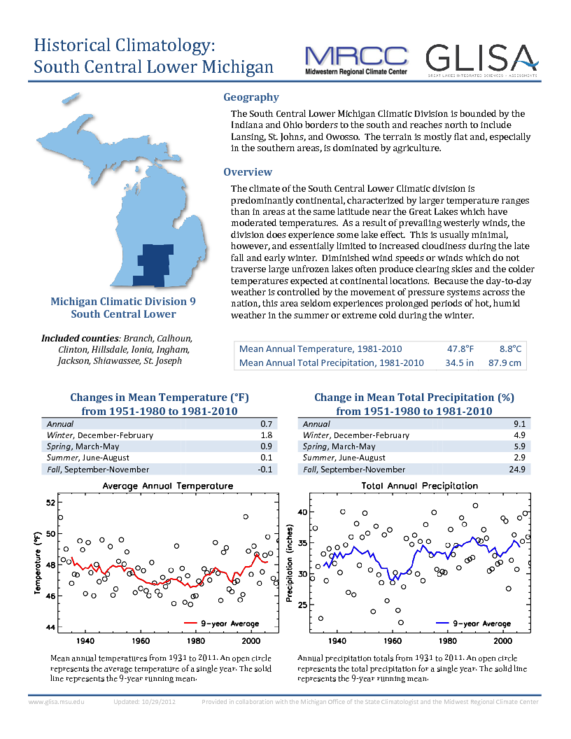 Historical Climatology:
South Central Lower Michigan
MRCC
Midwestern Regional Climate Center
GLISA
GREAT LAKES INTEGRATED SCIENCES + ASSESSMENTS
Geography
The South Central Lower Michigan Climatic Division is bounded by the
Indiana and Ohio borders to the south and reaches north to include
Lansing, St. Johns, and Owosso. The terrain is mostly flat and, especially
in the southern areas, is dominated by agriculture.
Overview
The climate of the South Central Lower Climatic division is
predominantly continental, characterized by larger temperature ranges
than in areas at the same latitude near the Great Lakes which have
moderated temperatures. As a result of prevailing westerly winds, the
division does experience some lake effect. This is usually minimal,
however, and essentially limited to increased cloudiness during the late
fall and early winter. Diminished wind speeds or winds which do not
traverse large unfrozen lakes often produce clearing skies and the colder
temperatures expected at continental locations. Because the day-to-day
weather is controlled by the movement of pressure systems across the
nation, this area seldom experiences prolonged periods of hot, humid
weather in the summer or extreme cold during the winter.
Michigan Climatic Division 9
South Central Lower
Included counties: Branch, Calhoun,
Clinton, Hillsdale, Ionia, Ingham,
Jackson, Shiawassee, St. Joseph
Mean Annual Temperature, 1981-2010 47.8°F 8.8°C
Mean Annual Total Precipitation, 1981-2010 34.5 in 87.9 cm
Changes in Mean Temperature (°F)
from 1951-1980 to 1981-2010
Annual 0.7
Winter, December-February 1.8
Spring, March-May 0.9
Summer, June-August 0.1
Fall, September-November -0.1
Change in Mean Total Precipitation (%)
from 1951-1980 to 1981-2010
Annual 9.1
Winter, December-February 4.9
Spring, March-May 5.9
Summer, June-August 2.9
Fall, September-November 24.9
Average Annual Temperature
Temperature (°F)
52
50
48
46
44
9-year Average
1940 1960 1980 2000
Total Annual Precipitation
Precipitation (inches)
40
35
30
25
9-year Average
1940 1960 1980 2000
Mean annual temperatures from 1931 to 2011. An open circle
represents the average temperature of a single year. The solid
line represents the 9-year running mean.
Annual precipitation totals from 1931 to 2011. An open circle
represents the total precipitation for a single year. The solid line
represents the 9-year running mean.
www.glisa.msu.edu Updated: 10/29/2012 Provided in collaboration with the Michigan Office of the State Climatologist and the Midwest Regional Climate Center